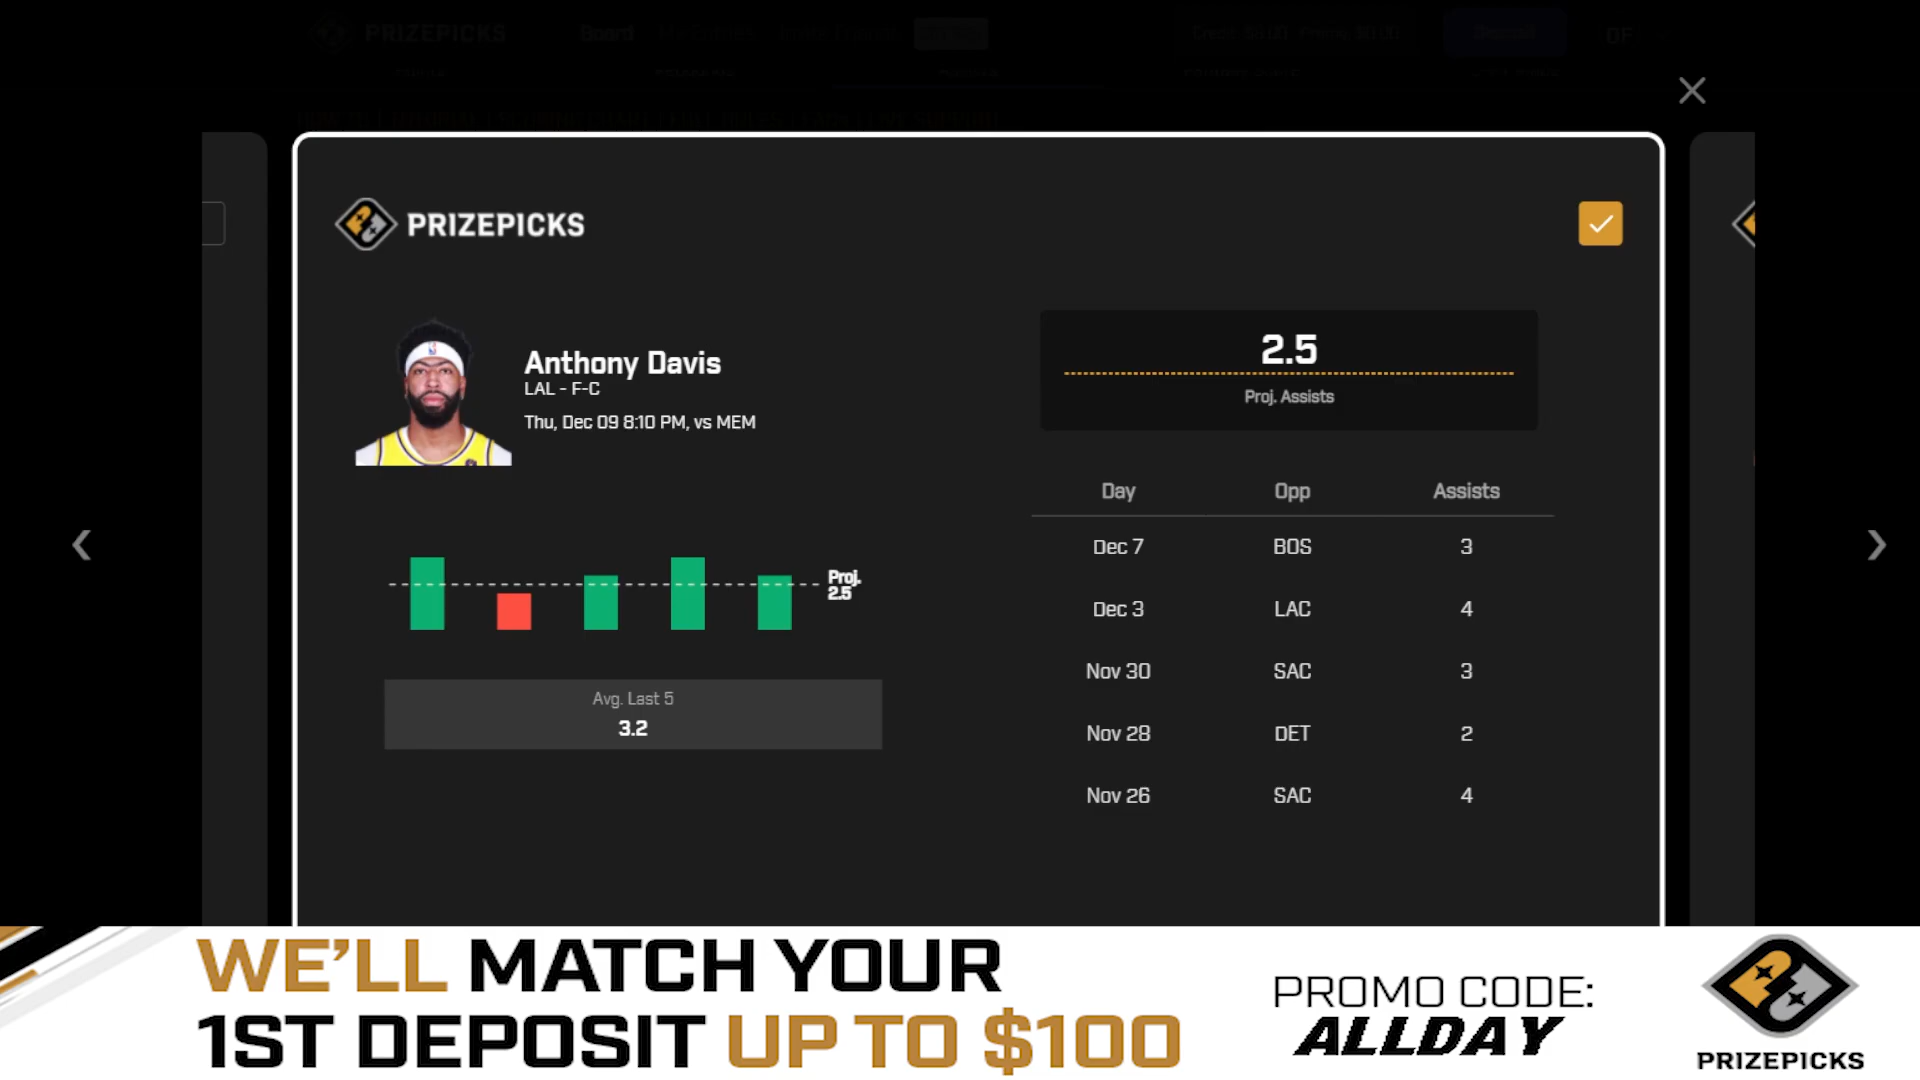 PRIZEPICKS
Board
PRIZEPICKS
Anthony Davis
LAL - F-C
Thu, Dec 09 8:10 PM, vs MEM
2.5
Proj. Assists
Proj.
2.5
Avg. Last 5
3.2
Day Opp Assists
Dec 7 BOS 3
Dec 3 LAC 4
Nov 30 SAC 3
Nov 28 DET 2
Nov 26 SAC 4
WE'LL MATCH YOUR
1ST DEPOSIT UP TO $100
PROMO CODE:
ALLDAY
PRIZEPICKS